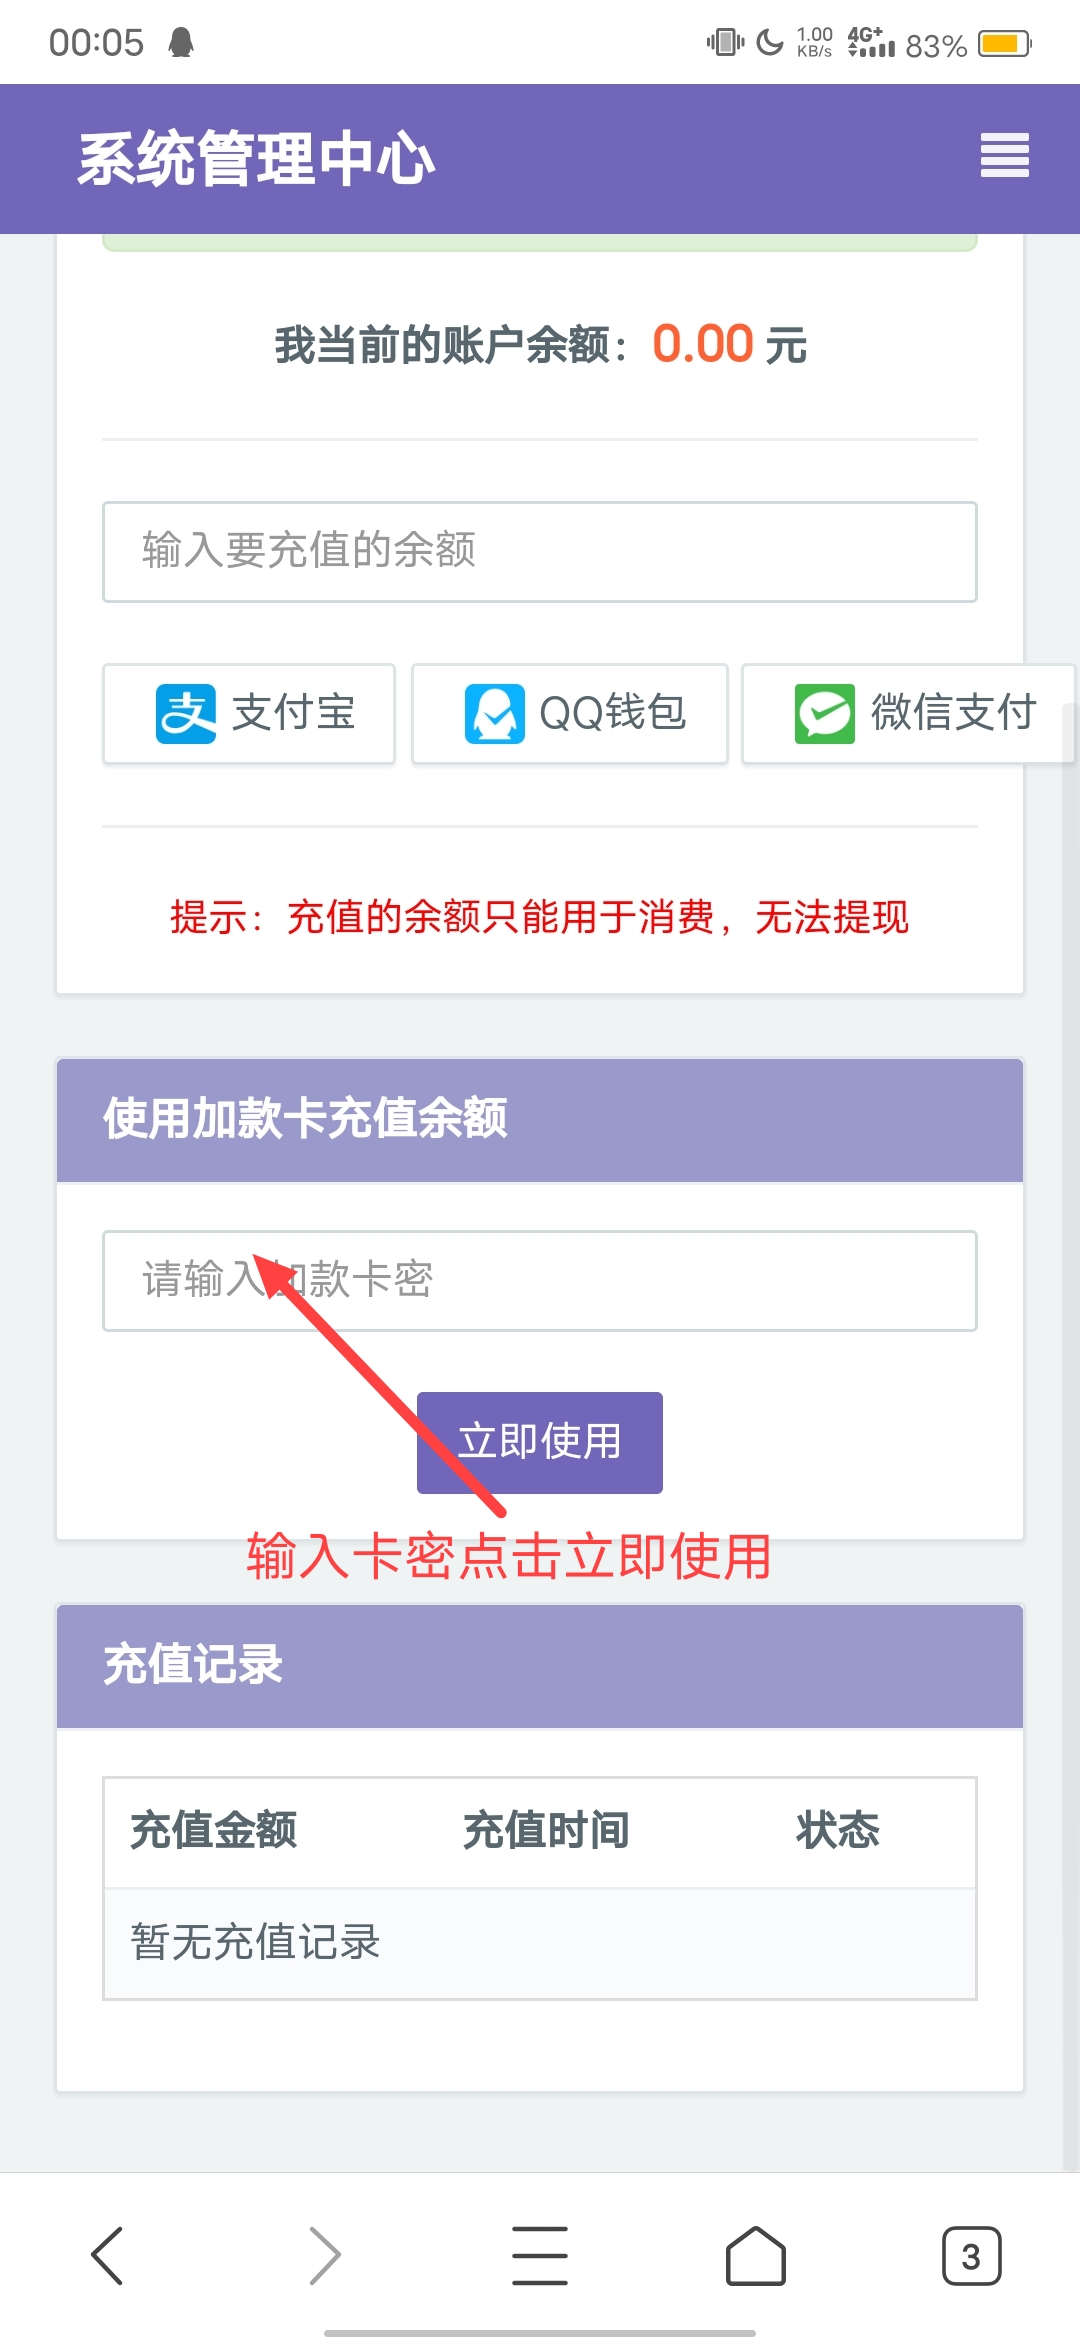 00:05
1.00 KB/s 4G+ 83%
系统管理中心
我当前的账户余额：0.00 元
输入要充值的余额
支付宝 QQ钱包 微信支付
提示：充值的余额只能用于消费，无法提现
使用加款卡充值余额
请输入加款卡密
立即使用
输入卡密点击立即使用
充值记录
充值金额 充值时间 状态
暂无充值记录
3